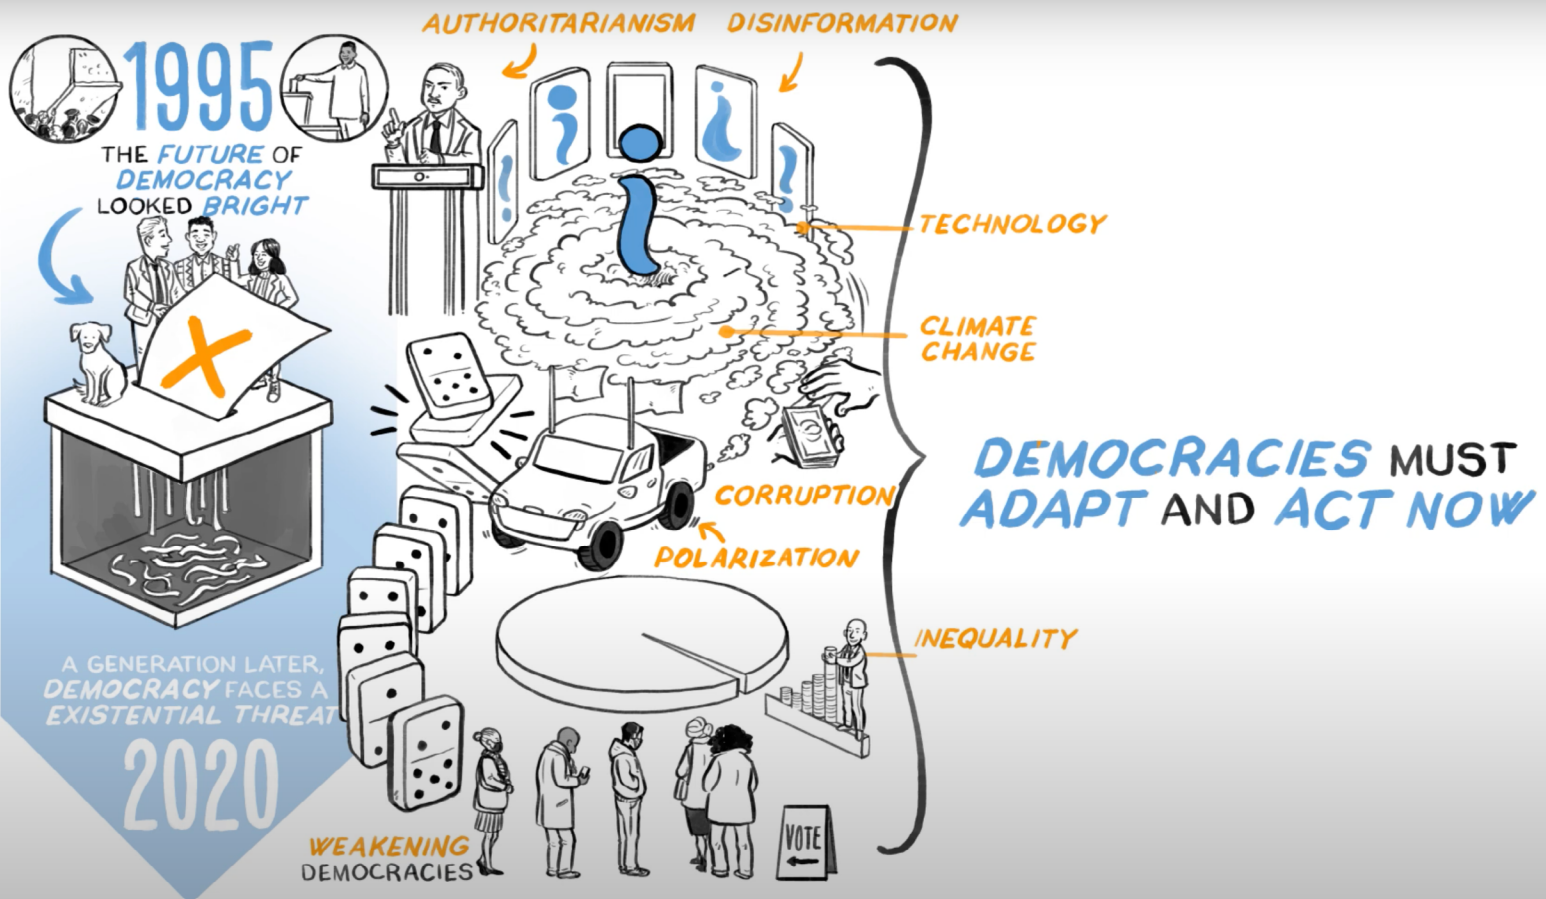 1995
THE FUTURE OF
DEMOCRACY
LOOKED BRIGHT
A GENERATION LATER,
DEMOCRACY FACES A
EXISTENTIAL THREAT
2020
AUTHORITARIANISM
DISINFORMATION
TECHNOLOGY
CLIMATE
CHANGE
CORRUPTION
POLARIZATION
INEQUALITY
WEAKENING
DEMOCRACIES
VOTE
DEMOCRACIES MUST
ADAPT AND ACT NOW